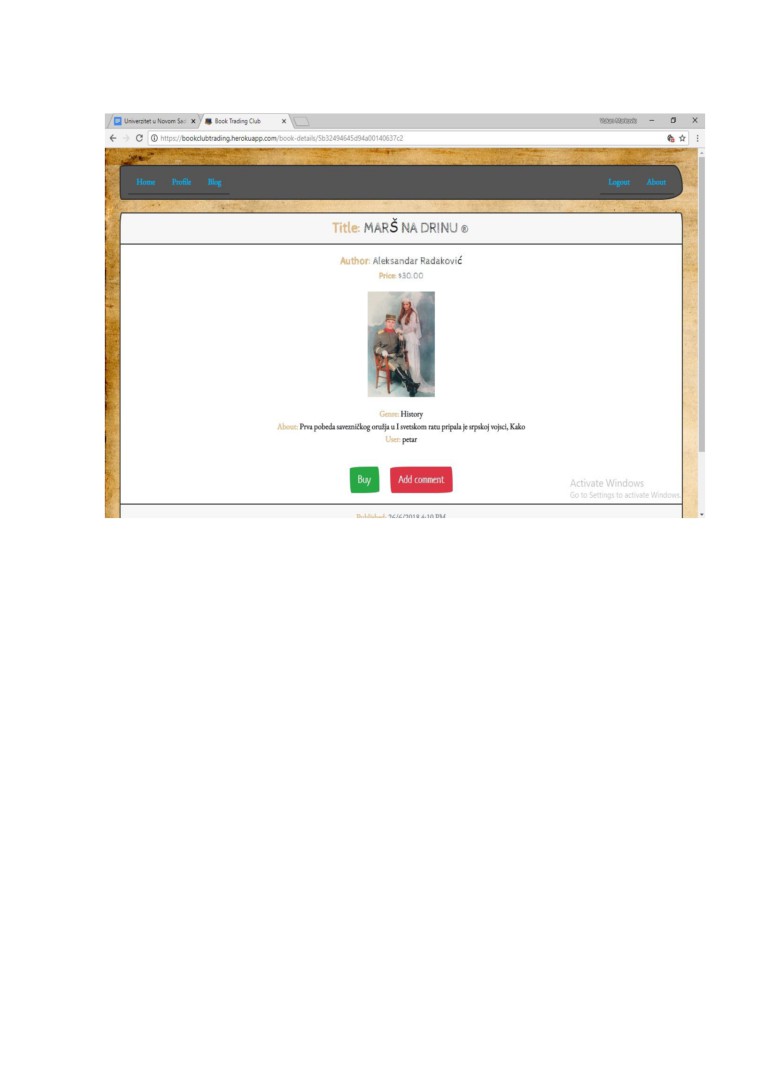 Univerzitet u Novom Sa
Book Trading Club
https://bookclubtrading.herokuapp.com/book-details/5b32494645d94a00140637c2
Home Profile Blog Logout About
Title: MARŠ NA DRINU ®
Author: Aleksandar Radaković
Price: $30.00
Genre: History
About: Prva pobeda savezničkog oružja u I svetskom ratu pripala je srpskoj vojsci, Kako
User: petar
Buy Add comment
Activate Windows
Go to Settings to activate Windows.
Published: 26/6/2018 4:10 PM